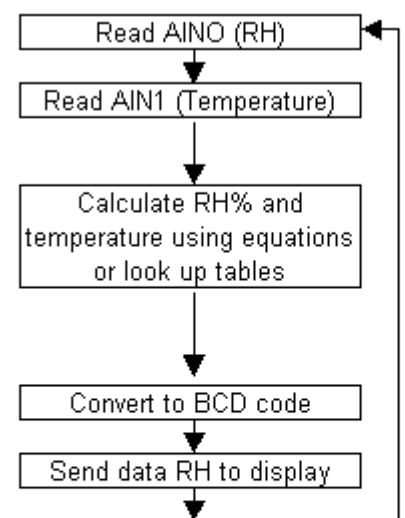 Read AIN0 (RH)
Read AIN1 (Temperature)
Calculate RH% and
temperature using equations
or look up tables
Convert to BCD code
Send data RH to display